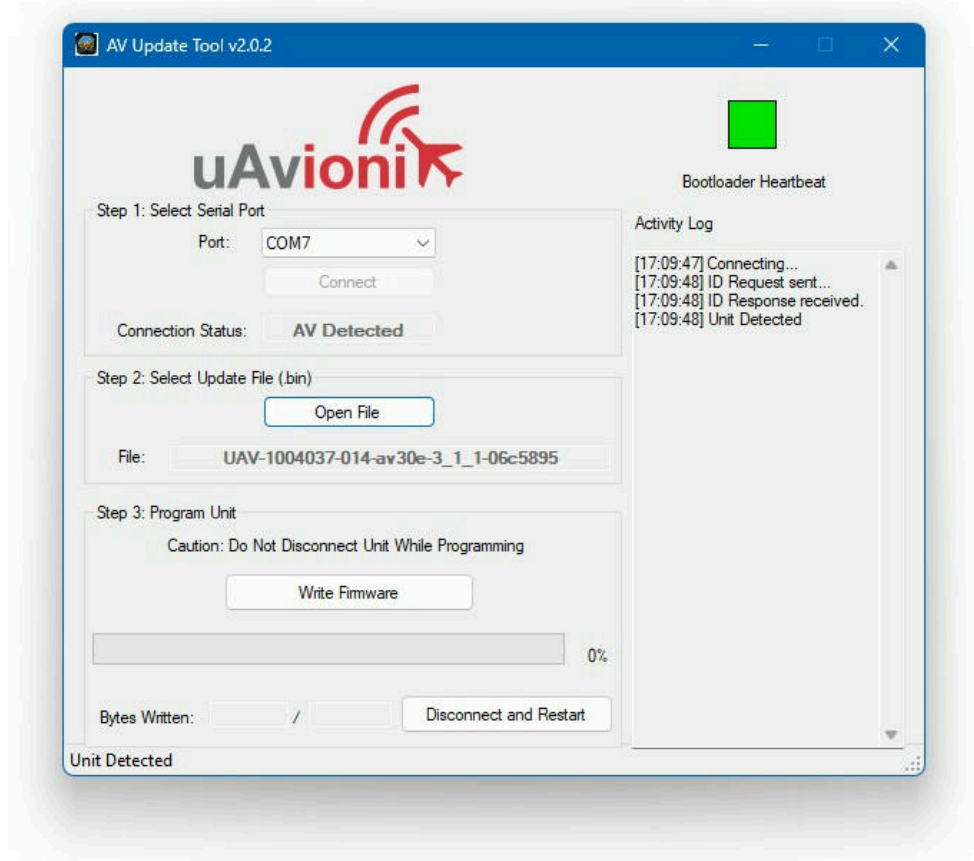 AV Update Tool v2.0.2
uAvionix
Bootloader Heartbeat
Step 1: Select Serial Port
Port: COM7
Connect
Connection Status: AV Detected
Step 2: Select Update File (.bin)
Open File
File: UAV-1004037-014-av30e-3_1_1-06c5895
Step 3: Program Unit
Caution: Do Not Disconnect Unit While Programming
Write Firmware
0%
Bytes Written: /
Disconnect and Restart
Activity Log
[17:09:47] Connecting...
[17:09:48] ID Request sent...
[17:09:48] ID Response received.
[17:09:48] Unit Detected
Unit Detected